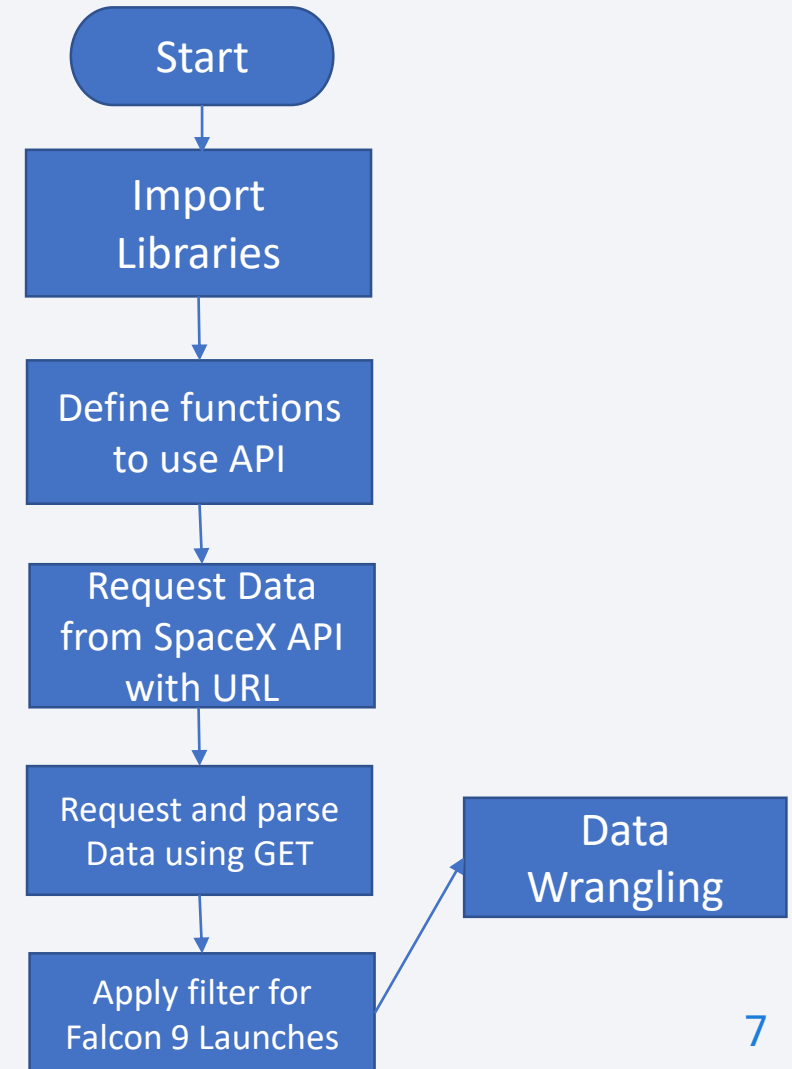 Start
Import
Libraries
Define functions
to use API
Request Data
from SpaceX API
with URL
Request and parse
Data using GET
Apply filter for
Falcon 9 Launches
Data
Wrangling
7